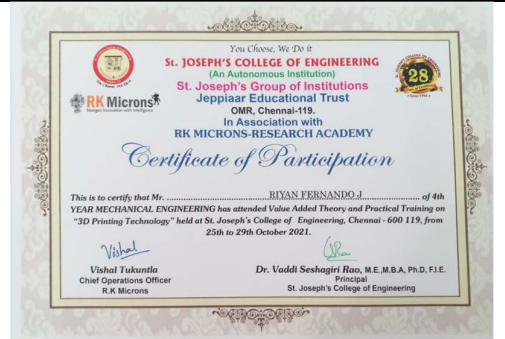 You Choose, We Do it
St. JOSEPH'S COLLEGE OF ENGINEERING
(An Autonomous Institution)
St. Joseph's Group of Institutions
Jeppiaar Educational Trust
OMR, Chennai-119.
In Association with
RK MICRONS-RESEARCH ACADEMY
RK Microns
Nexgen Innovation with Intelligence
28
Certificate of Participation
This is to certify that Mr. RIYAN FERNANDO J of 4th
YEAR MECHANICAL ENGINEERING has attended Value Added Theory and Practical Training on
"3D Printing Technology" held at St. Joseph's College of Engineering, Chennai - 600 119, from
25th to 29th October 2021.
Vishal
Vishal Tukuntla
Chief Operations Officer
R.K Microns
Dr. Vaddi Seshagiri Rao, M.E.,M.B.A, Ph.D, F.I.E.
Principal
St. Joseph's College of Engineering